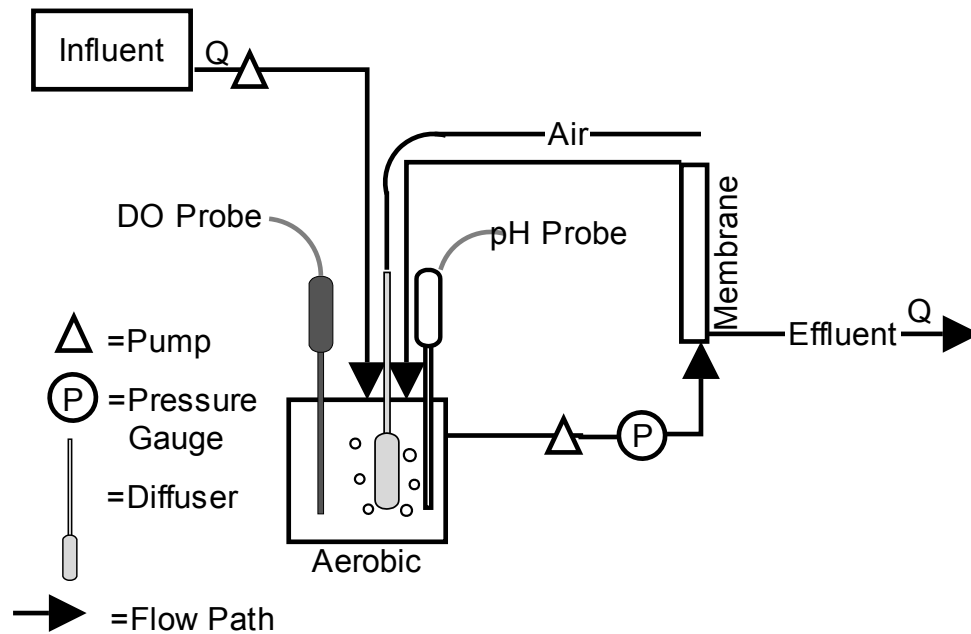 Influent
Q
Air
DO Probe
pH Probe
Membrane
Q
Effluent
=Pump
P
=Pressure
Gauge
P
=Diffuser
Aerobic
=Flow Path